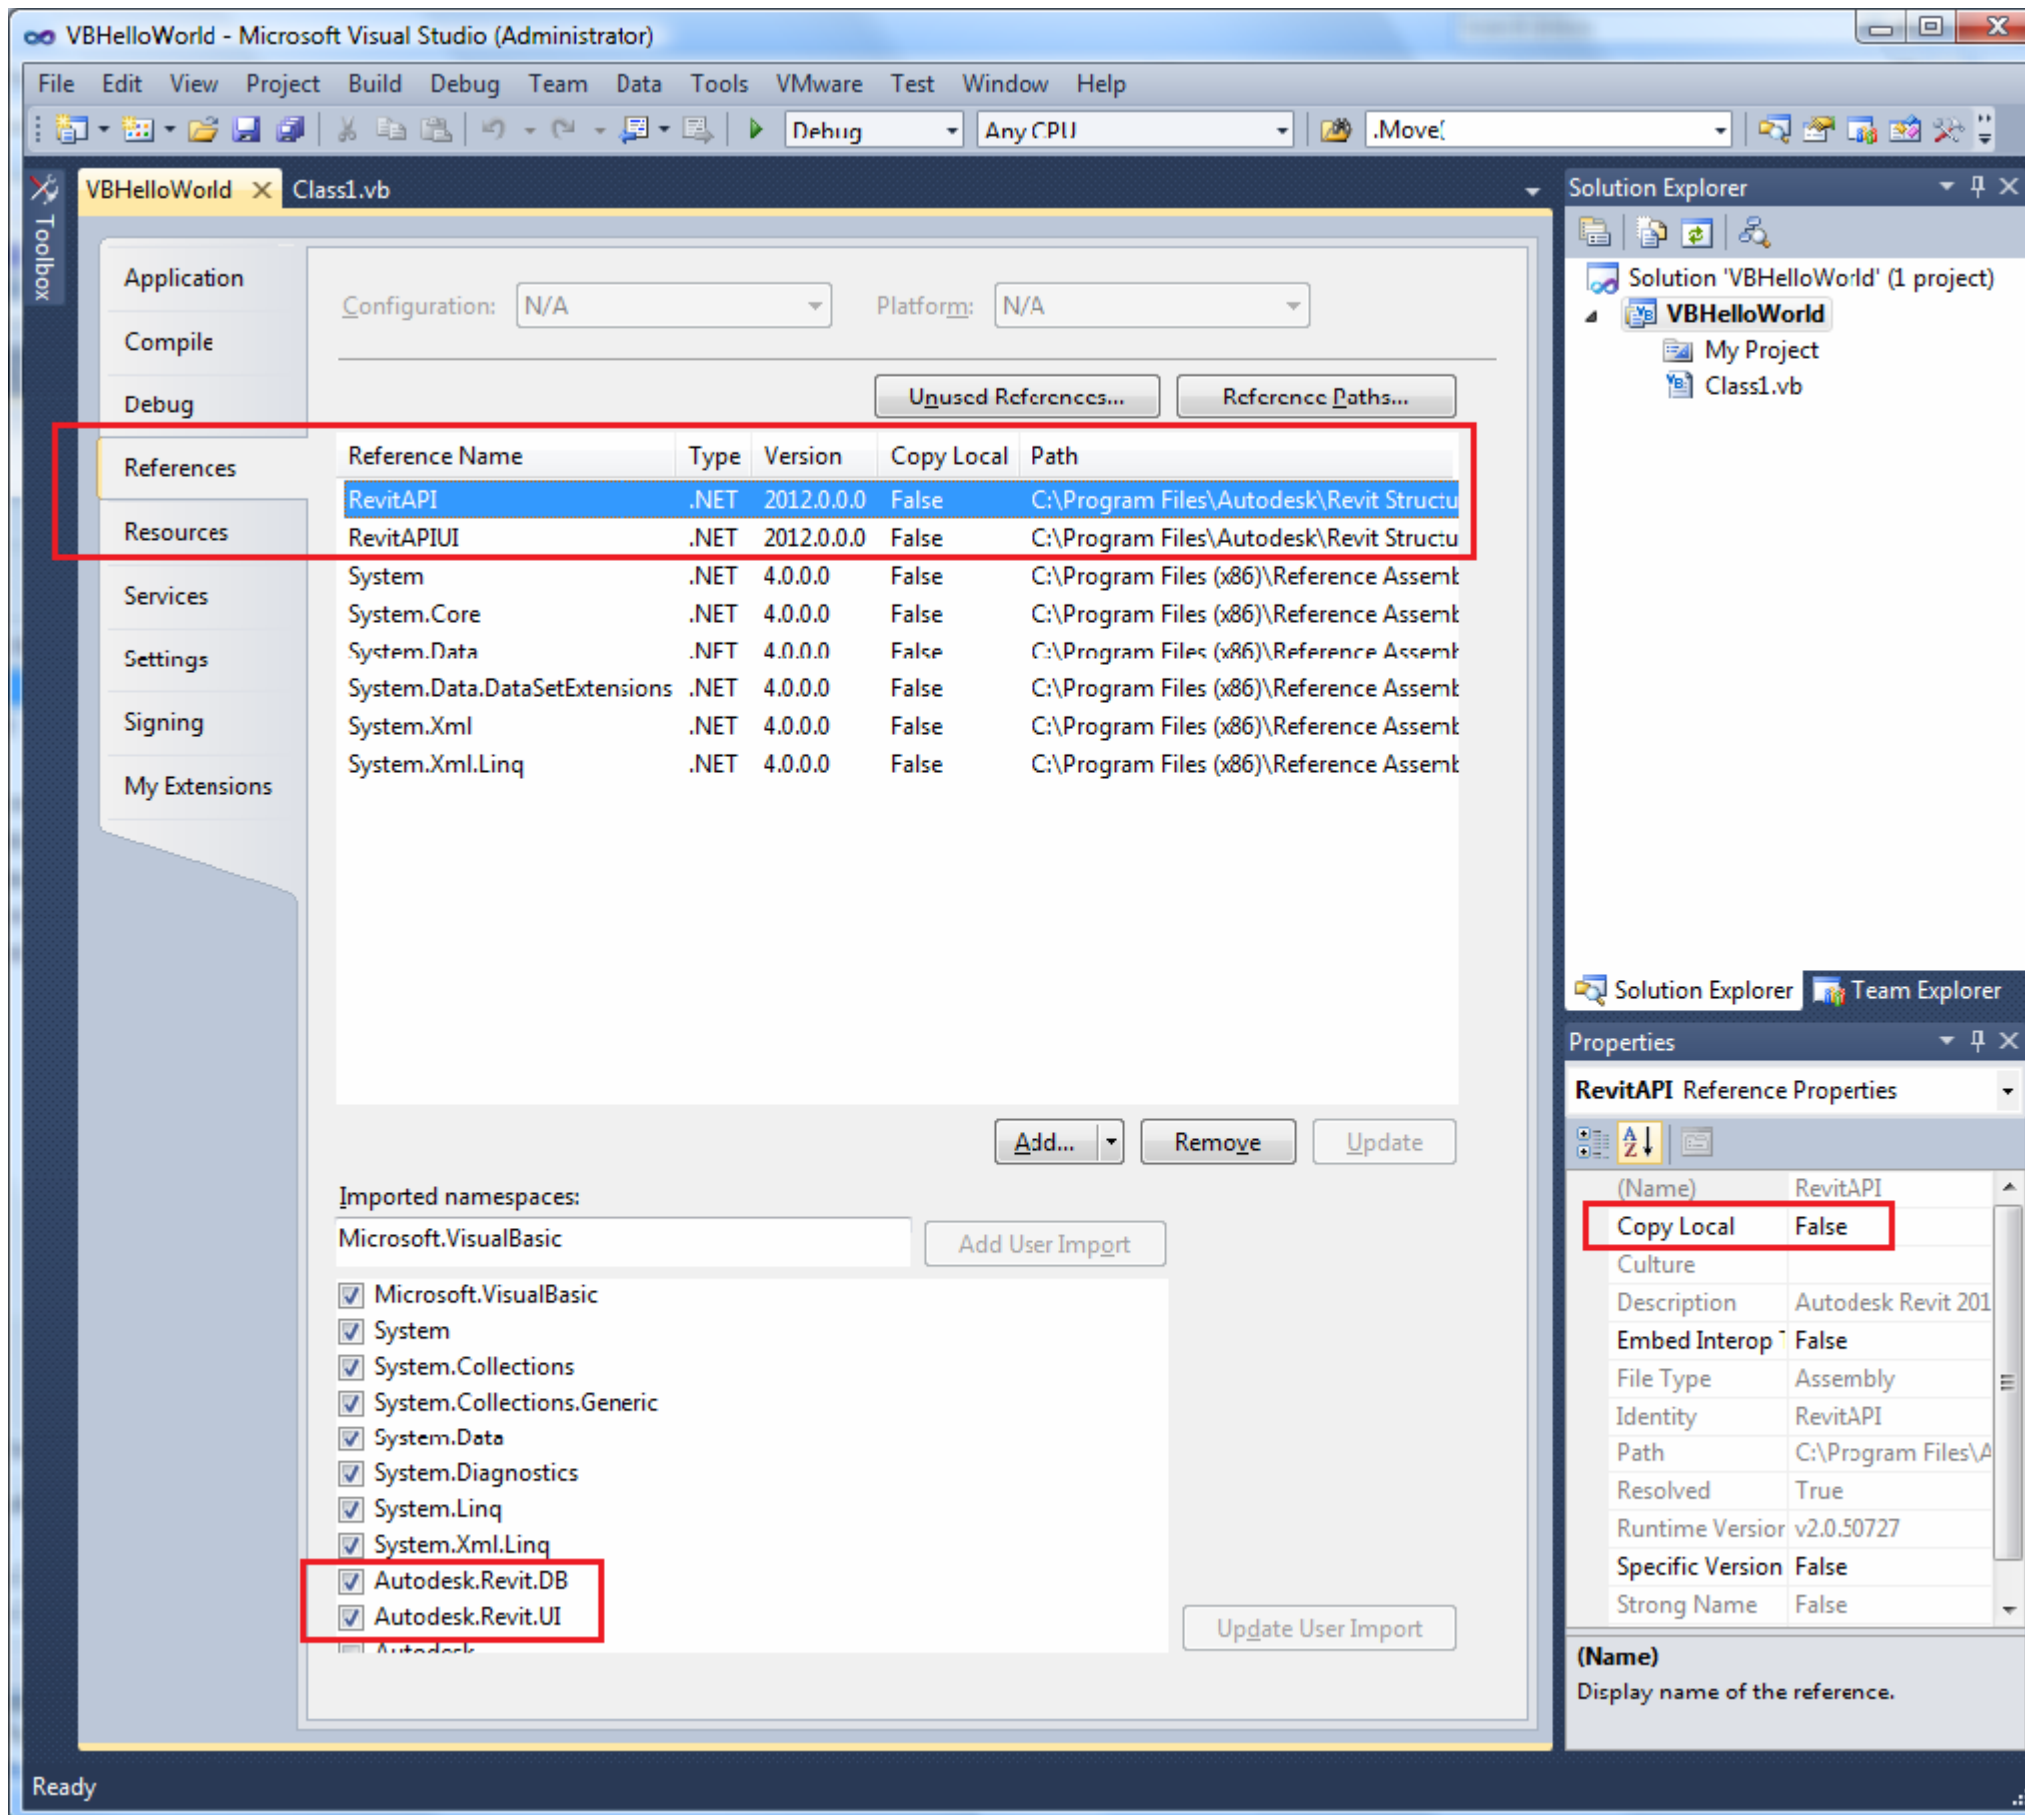 VBHelloWorld - Microsoft Visual Studio (Administrator)
File Edit View Project Build Debug Team Data Tools VMware Test Window Help
Debug Any CPU .Move(
Toolbox
VBHelloWorld Class1.vb
Application
Compile
Debug
References
Resources
Services
Settings
Signing
My Extensions
Configuration: N/A Platform: N/A
Unused References... Reference Paths...
Reference Name Type Version Copy Local Path
RevitAPI .NET 2012.0.0.0 False C:\Program Files\Autodesk\Revit Structu
RevitAPIUI .NET 2012.0.0.0 False C:\Program Files\Autodesk\Revit Structu
System .NET 4.0.0.0 False C:\Program Files (x86)\Reference Assemb
System.Core .NET 4.0.0.0 False C:\Program Files (x86)\Reference Assemb
System.Data .NET 4.0.0.0 False C:\Program Files (x86)\Reference Assemb
System.Data.DataSetExtensions .NET 4.0.0.0 False C:\Program Files (x86)\Reference Assemb
System.Xml .NET 4.0.0.0 False C:\Program Files (x86)\Reference Assemb
System.Xml.Linq .NET 4.0.0.0 False C:\Program Files (x86)\Reference Assemb
Add... Remove Update
Imported namespaces:
Microsoft.VisualBasic Add User Import
Microsoft.VisualBasic
System
System.Collections
System.Collections.Generic
System.Data
System.Diagnostics
System.Linq
System.Xml.Linq
Autodesk.Revit.DB
Autodesk.Revit.UI
Autodesk
Update User Import
Solution Explorer
Solution 'VBHelloWorld' (1 project)
VBHelloWorld
My Project
Class1.vb
Solution Explorer Team Explorer
Properties
RevitAPI Reference Properties
(Name) RevitAPI
Copy Local False
Culture
Description Autodesk Revit 201
Embed Interop T False
File Type Assembly
Identity RevitAPI
Path C:\Program Files\A
Resolved True
Runtime Version v2.0.50727
Specific Version False
Strong Name False
(Name)
Display name of the reference.
Ready